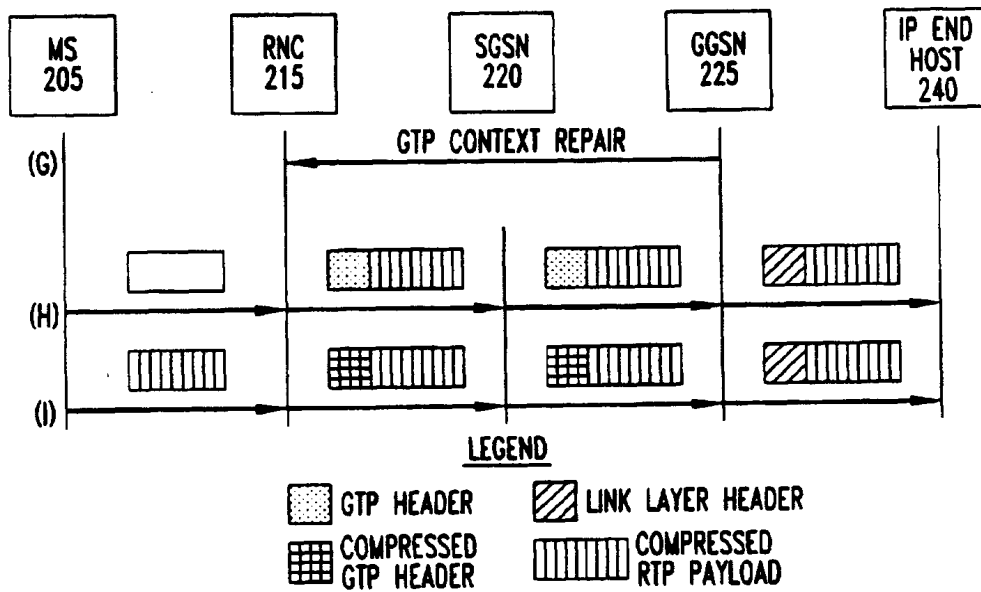 MS
205
RNC
215
SGSN
220
GGSN
225
IP END
HOST
240
(G)
GTP CONTEXT REPAIR
(H)
(I)
LEGEND
GTP HEADER
LINK LAYER HEADER
COMPRESSED
GTP HEADER
COMPRESSED
RTP PAYLOAD